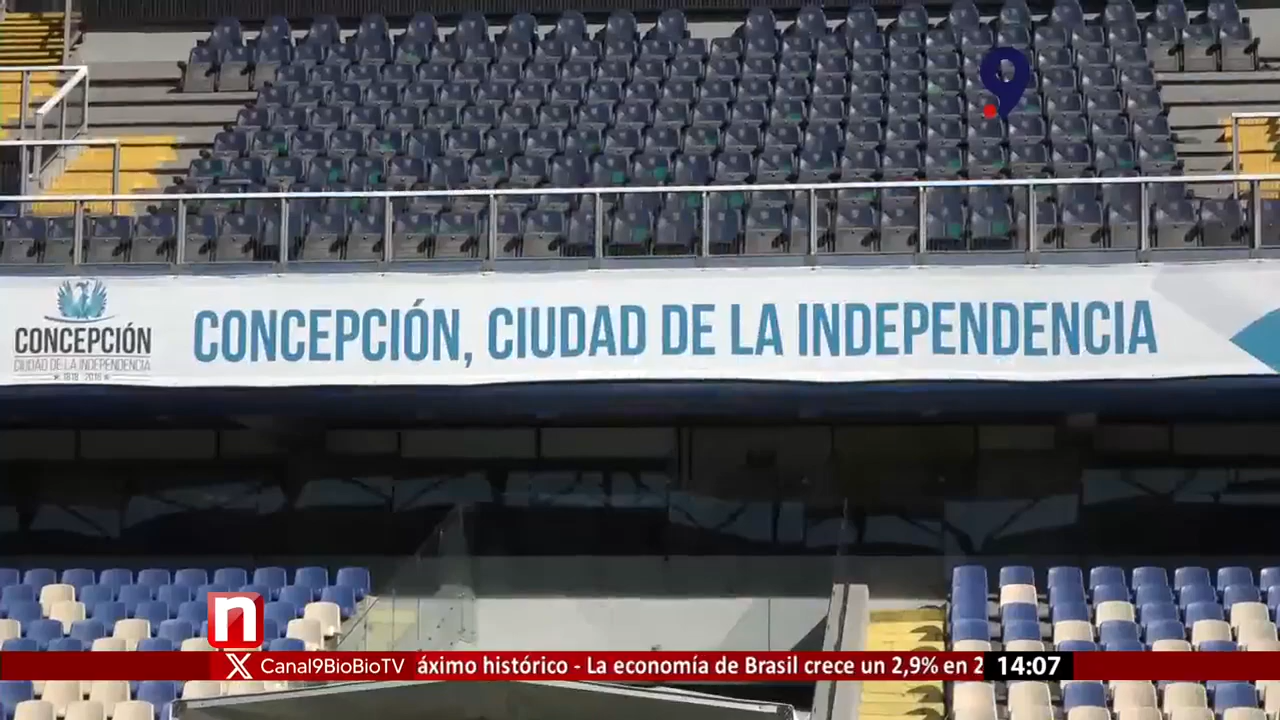 9
CONCEPCIÓN
CIUDAD DE LA INDEPENDENCIA
CONCEPCIÓN, CIUDAD DE LA INDEPENDENCIA
n
X Canal9BioBioTV
áximo histórico - La economía de Brasil crece un 2,9% en 2
14:07